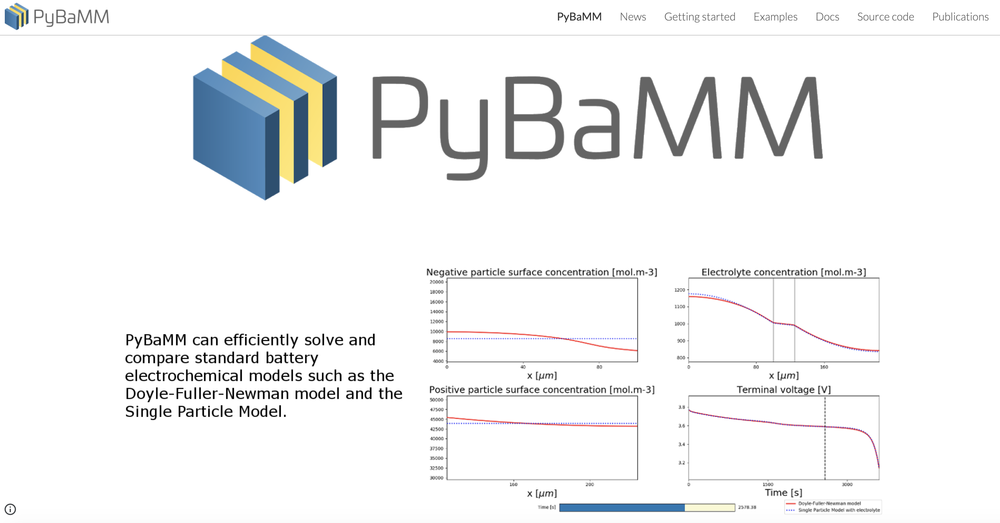 PyBaMM
PyBaMM News Getting started Examples Docs Source code Publications
PyBaMM
PyBaMM can efficiently solve and
compare standard battery
electrochemical models such as the
Doyle-Fuller-Newman model and the
Single Particle Model.
Negative particle surface concentration [mol.m-3]
20000
18000
16000
14000
12000
10000
8000
6000
4000
0 40 80
x [μm]
Electrolyte concentration [mol.m-3]
1200
1100
1000
900
800
0 80 160
x [μm]
Positive particle surface concentration [mol.m-3]
50000
47500
45000
42500
40000
37500
35000
32500
30000
160 200
x [μm]
Terminal voltage [V]
3.8
3.6
3.4
3.2
0 1500 3000
Time [s]
Time [s] 2578.38
Doyle-Fuller-Newman model
Single Particle Model with electrolyte